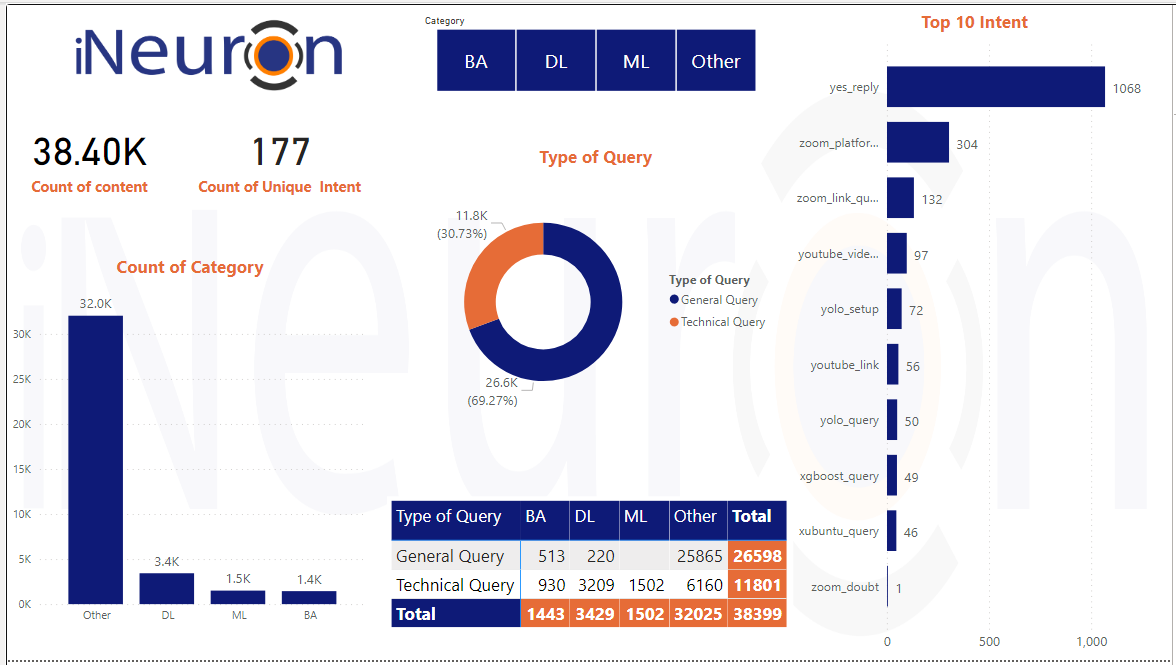 iNeuron
Category
BA DL ML Other
38.40K
Count of content
177
Count of Unique Intent
Count of Category
32.0K
3.4K
1.5K
1.4K
30K
25K
20K
15K
10K
5K
0K
Other DL ML BA
Type of Query
11.8K
(30.73%)
26.6K
(69.27%)
Type of Query
General Query
Technical Query
Type of Query BA DL ML Other Total
General Query 513 220 25865 26598
Technical Query 930 3209 1502 6160 11801
Total 1443 3429 1502 32025 38399
Top 10 Intent
yes_reply 1068
zoom_platfor... 304
zoom_link_qu... 132
youtube_vide... 97
yolo_setup 72
youtube_link 56
yolo_query 50
xgboost_query 49
xubuntu_query 46
zoom_doubt 1
0 500 1,000
iNeuron